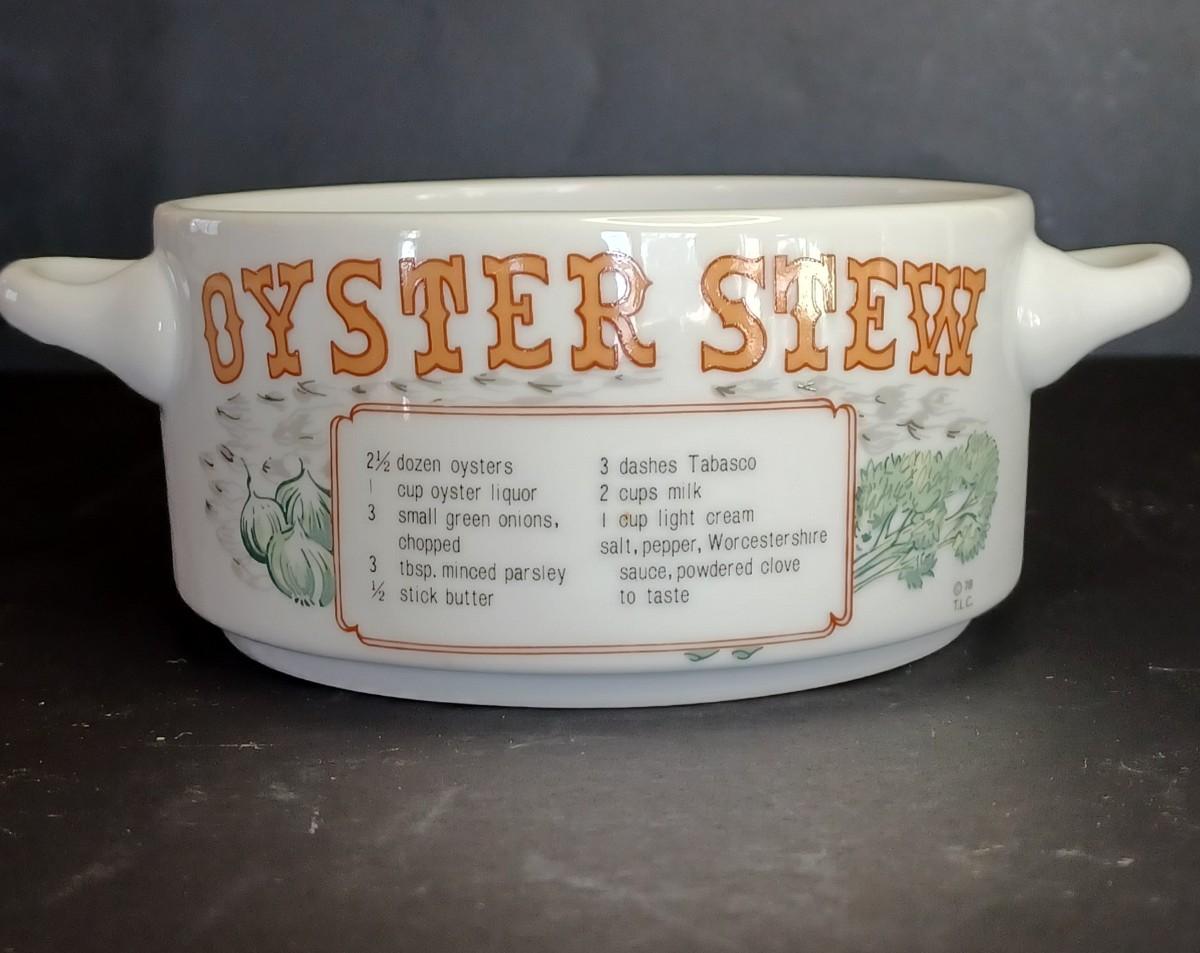 OYSTER STEW
2½ dozen oysters
1 cup oyster liquor
3 small green onions,
chopped
3 tbsp. minced parsley
½ stick butter
3 dashes Tabasco
2 cups milk
1 cup light cream
salt, pepper, Worcestershire
sauce, powdered clove
to taste
© 78
T.L.C.